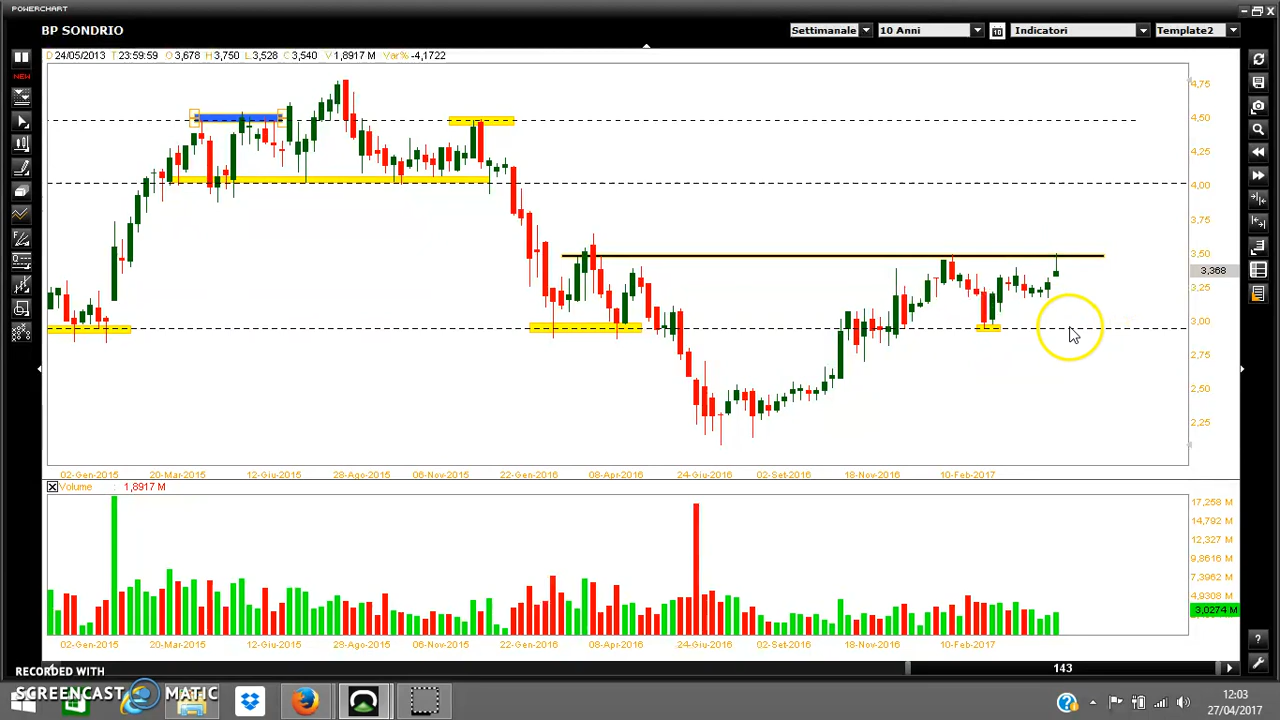 POWERCHART
BP SONDRIO
Settimanale
10 Anni
Indicatori
Template2
D 24/05/2013 T 23:59:59 O 3,678 H 3,750 L 3,528 C 3,540 V 1,8917 M Var% -4,1722
NEW
4,75
4,50
4,25
4,00
3,75
3,50
3,368
3,25
3,00
2,75
2,50
2,25
02-Gen-2015 20-Mar-2015 12-Giu-2015 28-Ago-2015 06-Nov-2015 22-Gen-2016 08-Apr-2016 24-Giu-2016 02-Set-2016 18-Nov-2016 10-Feb-2017
Volume : 1,8917 M
17,258 M
14,792 M
12,327 M
9,8616 M
7,3962 M
4,9308 M
3,0274 M
02-Gen-2015 20-Mar-2015 12-Giu-2015 28-Ago-2015 06-Nov-2015 22-Gen-2016 08-Apr-2016 24-Giu-2016 02-Set-2016 18-Nov-2016 10-Feb-2017
143
RECORDED WITH
SCREENCAST MATIC
12:03
27/04/2017